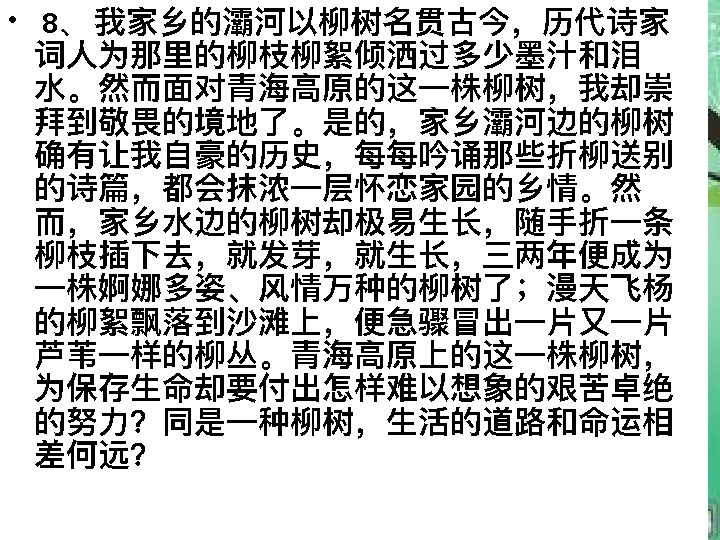 • 8、我家乡的灞河以柳树名贯古今，历代诗家
词人为那里的柳枝柳絮倾洒过多少墨汁和泪
水。然而面对青海高原的这一株柳树，我却崇
拜到敬畏的境地了。是的，家乡灞河边的柳树
确有让我自豪的历史，每每吟诵那些折柳送别
的诗篇，都会抹浓一层怀恋家园的乡情。然
而，家乡水边的柳树却极易生长，随手折一条
柳枝插下去，就发芽，就生长，三两年便成为
一株婀娜多姿、风情万种的柳树了；漫天飞杨
的柳絮飘落到沙滩上，便急骤冒出一片又一片
芦苇一样的柳丛。青海高原上的这一株柳树，
为保存生命却要付出怎样难以想象的艰苦卓绝
的努力？同是一种柳树，生活的道路和命运相
差何远？